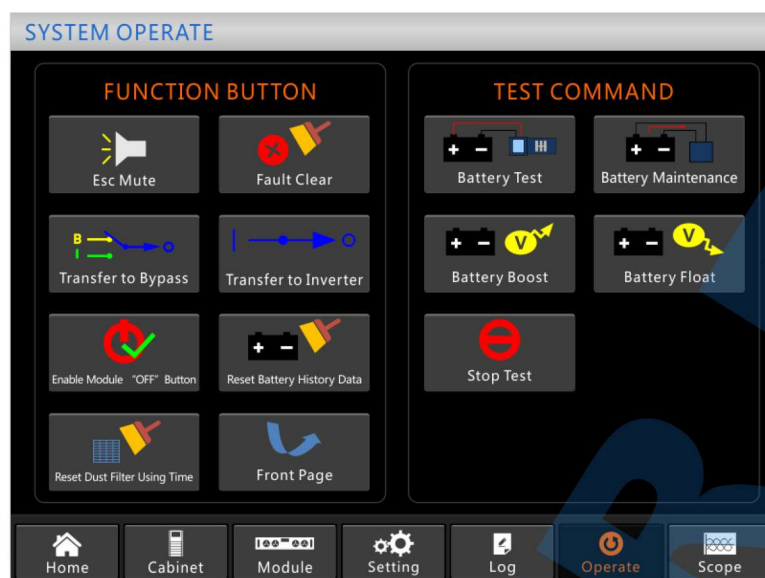 SYSTEM OPERATE
FUNCTION BUTTON
Esc Mute
Fault Clear
B
I
Transfer to Bypass
Transfer to Inverter
Enable Module “OFF” Button
Reset Battery History Data
Reset Dust Filter Using Time
Front Page
TEST COMMAND
Battery Test
Battery Maintenance
V
Battery Boost
V
Battery Float
Stop Test
Home
Cabinet
Module
Setting
Log
Operate
Scope